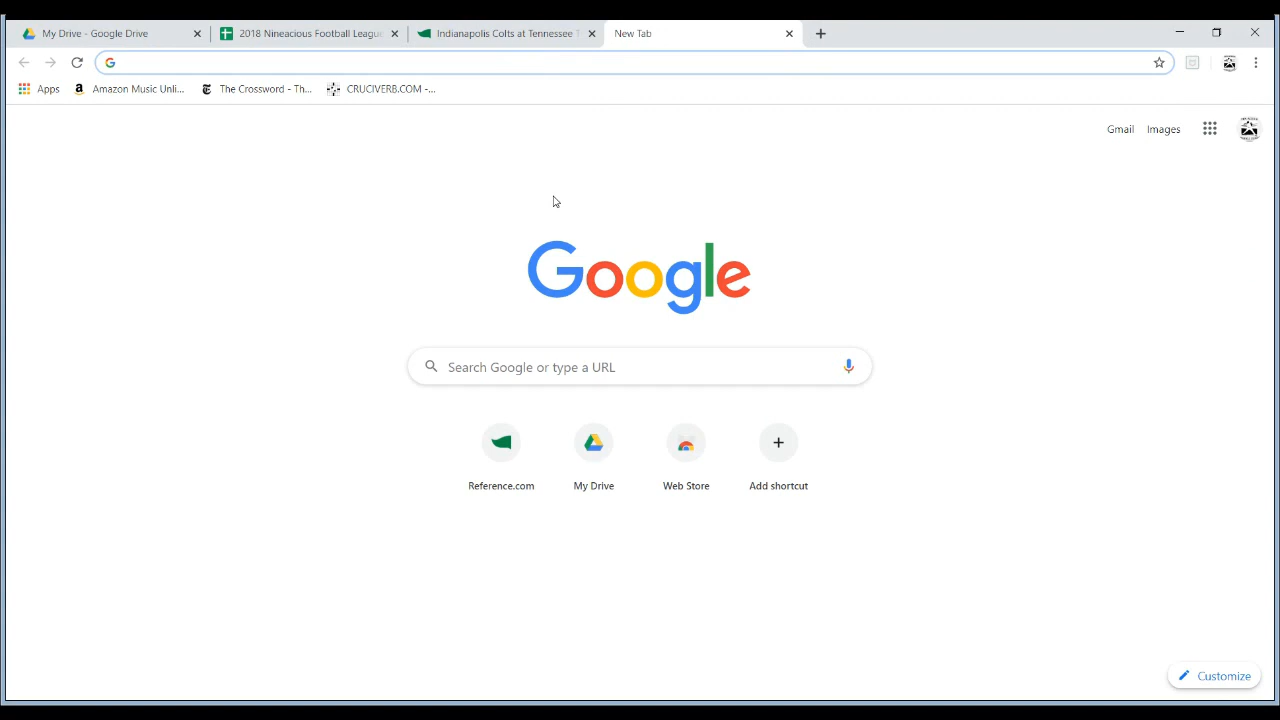 My Drive - Google Drive
2018 Nineacious Football Leagu
Indianapolis Colts at Tennessee T
New Tab
Apps
Amazon Music Unli...
The Crossword - Th...
CRUCIVERB.COM -...
Gmail
Images
Google
Search Google or type a URL
Reference.com
My Drive
Web Store
Add shortcut
Customize